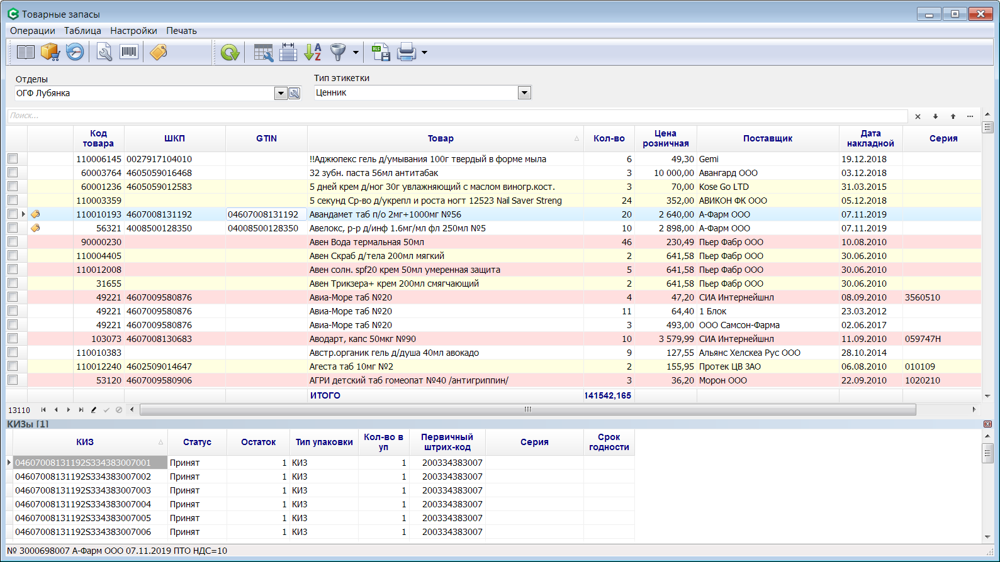 Товарные запасы
Операции Таблица Настройки Печать
Отделы Тип этикетки
ОГФ Лубянка Ценник
Поиск...
Код товара ШКП GTIN Товар Кол-во Цена розничная Поставщик Дата накладной Серия
110006145 0027917104010 !!Аджюпекс гель д/умывания 100г твердый в форме мыла 6 49,30 Gemi 19.12.2018
60003764 4605059016468 32 зубн. паста 56мл антитабак 3 10 000,00 Авангард ООО 03.12.2018
60001236 4605059012583 5 дней крем д/ног 30г увлажняющий с маслом виногр.кост. 3 70,00 Kose Go LTD 31.03.2015
110003359 5 секунд Ср-во д/укрепл и роста ногт 12523 Nail Saver Streng 24 352,00 АВИКОН ФК ООО 05.12.2018
110010193 4607008131192 04607008131192 Авандамет таб п/о 2мг+1000мг №56 20 2 640,00 А-Фарм ООО 07.11.2019
56321 4008500128350 04008500128350 Авелокс, р-р д/инф 1.6мг/мл фл 250мл №5 10 2 898,00 А-Фарм ООО 07.11.2019
90000230 Авен Вода термальная 50мл 46 230,49 Пьер Фабр ООО 10.08.2010
110004405 Авен Скраб д/тела 200мл мягкий 2 641,58 Пьер Фабр ООО 30.06.2010
110012008 Авен солн. spf20 крем 50мл умеренная защита 5 641,58 Пьер Фабр ООО 30.06.2010
31655 Авен Трикзера+ крем 200мл смягчающий 2 641,58 Пьер Фабр ООО 30.06.2010
49221 4607009580876 Авиа-Море таб №20 4 47,20 СИА Интернейшнл 08.09.2010 3560510
49221 4607009580876 Авиа-Море таб №20 11 64,40 1 Блок 23.03.2012
49221 4607009580876 Авиа-Море таб №20 3 493,00 ООО Самсон-Фарма 02.06.2017
103073 4607008130683 Аводарт, капс 50мкг №90 10 3 579,99 СИА Интернейшнл 11.09.2010 059747Н
110010383 Австр.органик гель д/душа 40мл авокадо 9 127,55 Альянс Хелскеа Рус ООО 28.10.2014
110012240 4602509014647 Агеста таб 10мг №2 2 155,95 Протек ЦВ ЗАО 06.08.2010 010109
53120 4607009580906 АГРИ детский таб гомеопат №40 /антигриппин/ 3 36,20 Морон ООО 22.09.2010 1020210
ИТОГО 141542,165
13110
КИЗы [1]
КИЗ Статус Остаток Тип упаковки Кол-во в уп Первичный штрих-код Серия Срок годности
04607008131192S334383007001 Принят 1 КИЗ 1 200334383007
04607008131192S334383007002 Принят 1 КИЗ 1 200334383007
04607008131192S334383007003 Принят 1 КИЗ 1 200334383007
04607008131192S334383007004 Принят 1 КИЗ 1 200334383007
04607008131192S334383007005 Принят 1 КИЗ 1 200334383007
04607008131192S334383007006 Принят 1 КИЗ 1 200334383007
№ 3000698007 А-Фарм ООО 07.11.2019 ПТО НДС=10